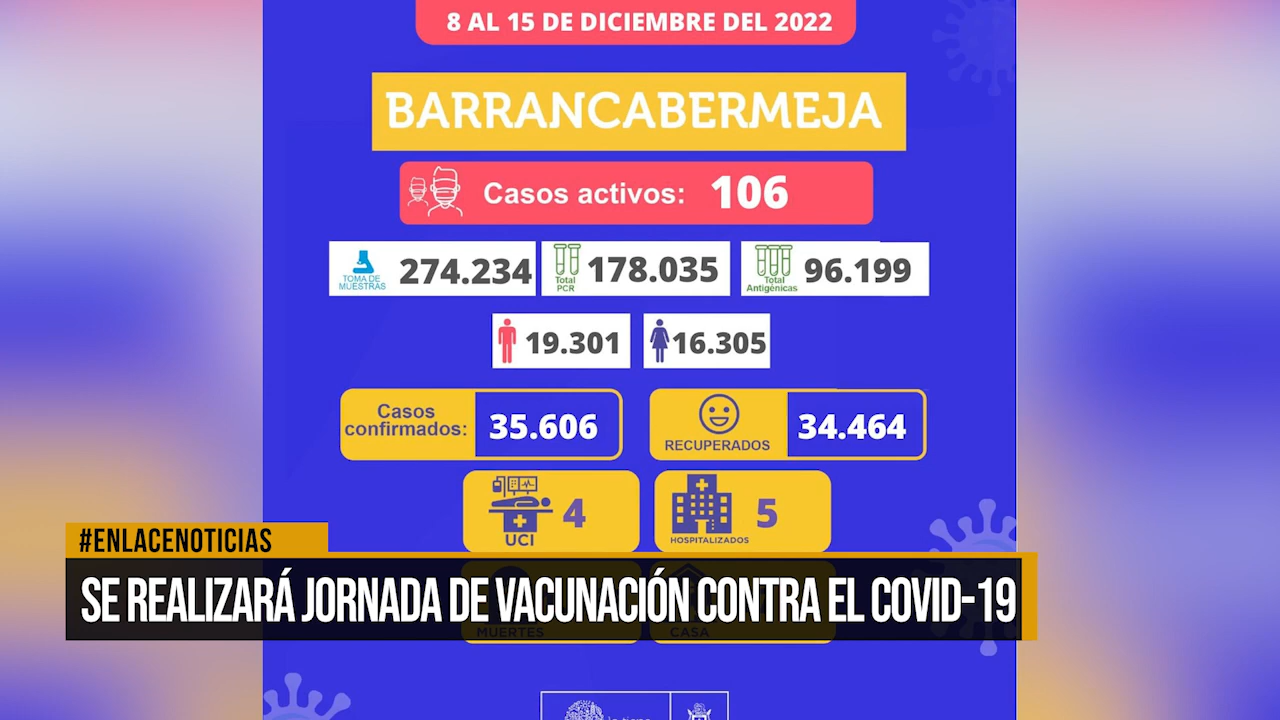 8 AL 15 DE DICIEMBRE DEL 2022
BARRANCABERMEJA
Casos activos: 106
TOMA DE
MUESTRAS
274.234
Total
PCR
178.035
Total
Antigénicas
96.199
19.301
16.305
Casos
confirmados:
35.606
RECUPERADOS
34.464
UCI
4
HOSPITALIZADOS
5
#ENLACENOTICIAS
SE REALIZARÁ JORNADA DE VACUNACIÓN CONTRA EL COVID-19
MUERTES
CASA